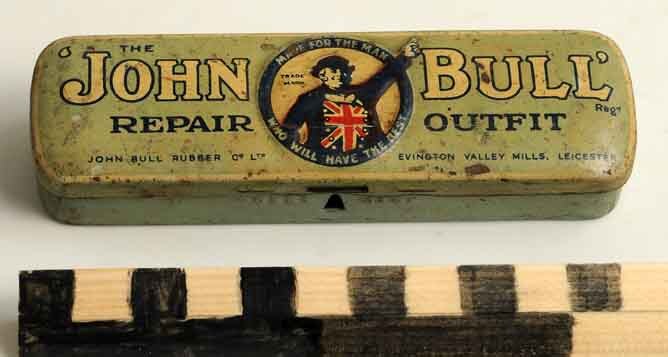 THE
'JOHN BULL'
Regd
REPAIR OUTFIT
MADE FOR THE MAN
TRADE MARK
WHO WILL HAVE THE BEST
JOHN BULL RUBBER Co LTD
EVINGTON VALLEY MILLS, LEICESTER